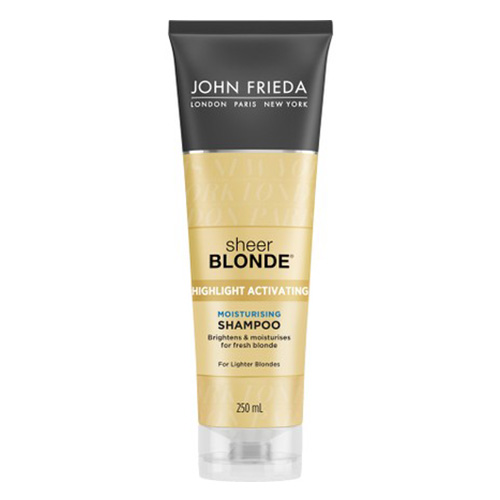 JOHN FRIEDA
LONDON PARIS NEW YORK
sheer
BLONDE®
HIGHLIGHT ACTIVATING
MOISTURISING
SHAMPOO
Brightens & moisturises
for fresh blonde
For Lighter Blondes
250 mL